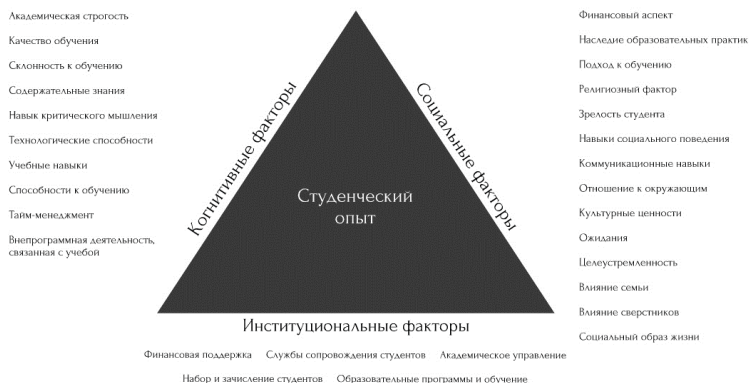 Академическая строгость
Качество обучения
Склонность к обучению
Содержательные знания
Навык критического мышления
Технологические способности
Учебные навыки
Способности к обучению
Тайм-менеджмент
Внепрограммная деятельность,
связанная с учебой
Когнитивные факторы
Студенческий
опыт
Социальные факторы
Финансовый аспект
Наследие образовательных практик
Подход к обучению
Религиозный фактор
Зрелость студента
Навыки социального поведения
Коммуникационные навыки
Отношение к окружающим
Культурные ценности
Ожидания
Целеустремленность
Влияние семьи
Влияние сверстников
Социальный образ жизни
Институциональные факторы
Финансовая поддержка Службы сопровождения студентов Академическое управление
Набор и зачисление студентов Образовательные программы и обучение